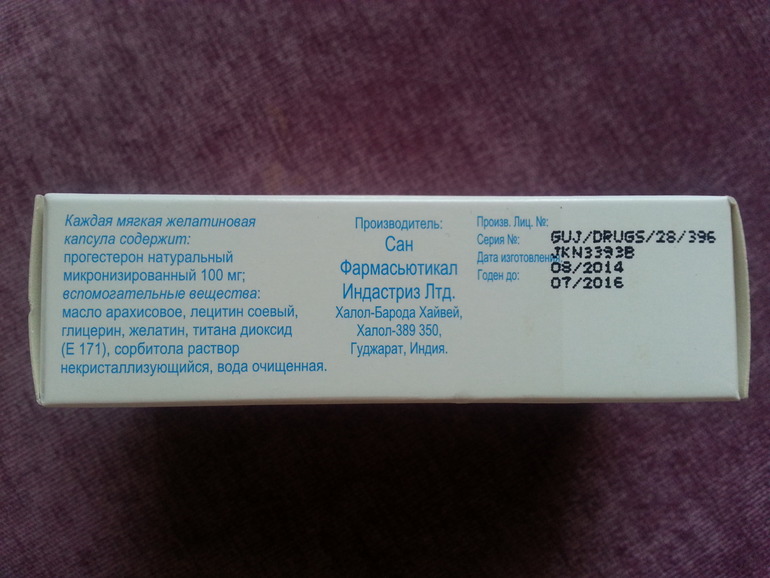 Каждая мягкая желатиновая
капсула содержит:
прогестерон натуральный
микронизированный 100 мг;
вспомогательные вещества:
масло арахисовое, лецитин соевый,
глицерин, желатин, титана диоксид
(Е 171), сорбитола раствор
некристаллизующийся, вода очищенная.
Производитель:
Сан
Фармасьютикал
Индастриз Лтд.
Халол-Барода Хайвей,
Халол-389 350,
Гуджарат, Индия.
Произв. Лиц. №: GUJ/DRUGS/28/396
Серия №: JKN3393B
Дата изготовления: 08/2014
Годен до: 07/2016